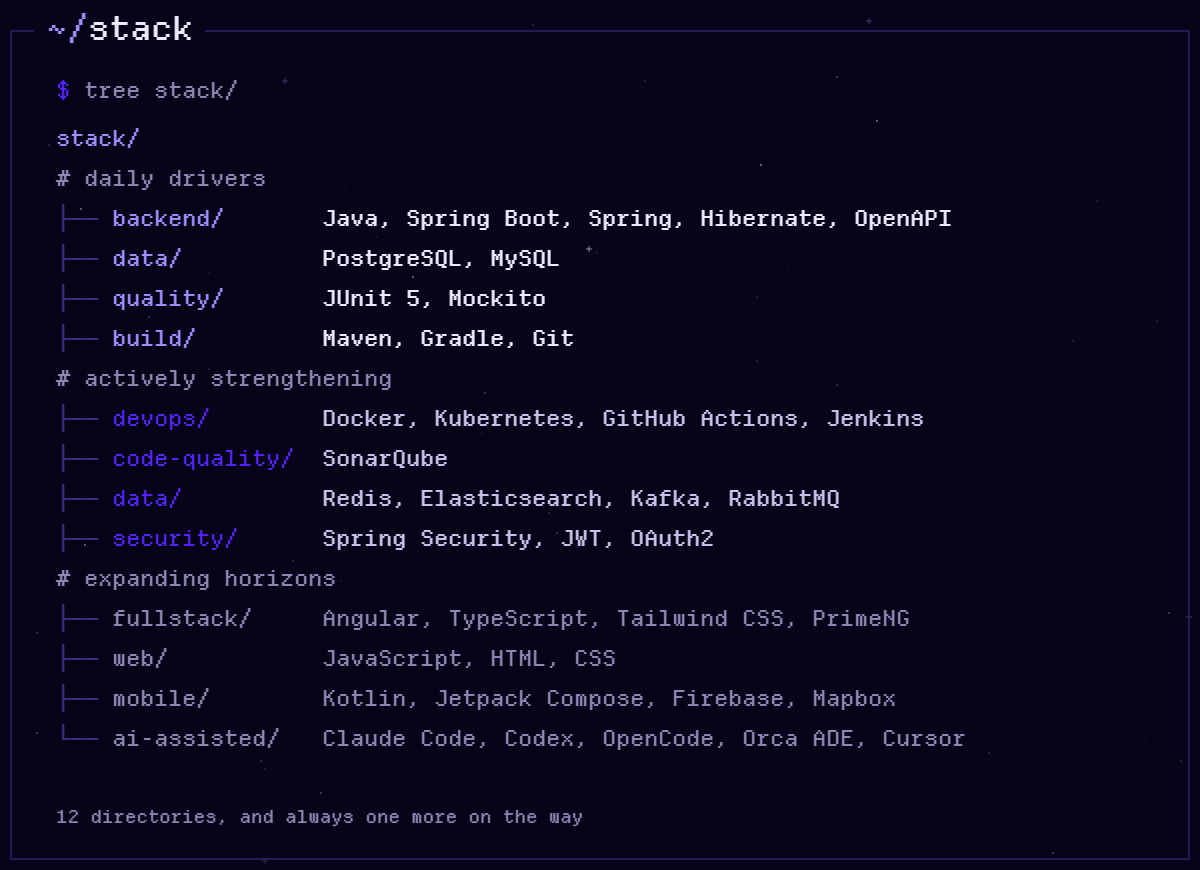 ~/stack
$ tree stack/
stack/
# daily drivers
├── backend/ Java, Spring Boot, Spring, Hibernate, OpenAPI
├── data/ PostgreSQL, MySQL
├── quality/ JUnit 5, Mockito
├── build/ Maven, Gradle, Git
# actively strengthening
├── devops/ Docker, Kubernetes, GitHub Actions, Jenkins
├── code-quality/ SonarQube
├── data/ Redis, Elasticsearch, Kafka, RabbitMQ
├── security/ Spring Security, JWT, OAuth2
# expanding horizons
├── fullstack/ Angular, TypeScript, Tailwind CSS, PrimeNG
├── web/ JavaScript, HTML, CSS
├── mobile/ Kotlin, Jetpack Compose, Firebase, Mapbox
└── ai-assisted/ Claude Code, Codex, OpenCode, Orca ADE, Cursor
12 directories, and always one more on the way